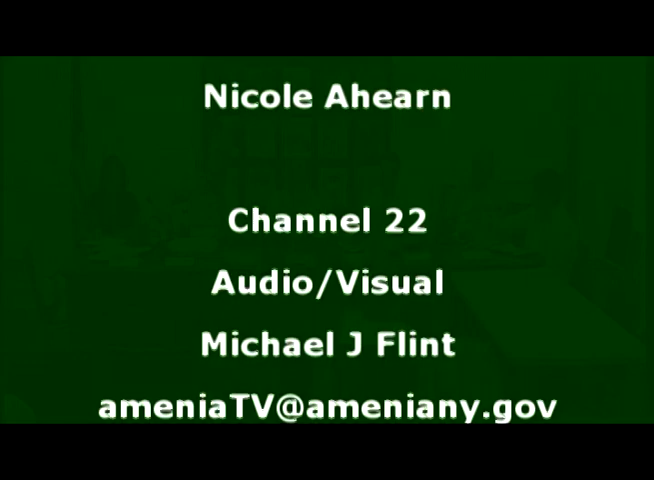 Nicole Ahearn
Channel 22
Audio/Visual
Michael J Flint
ameniaTV@ameniany.gov